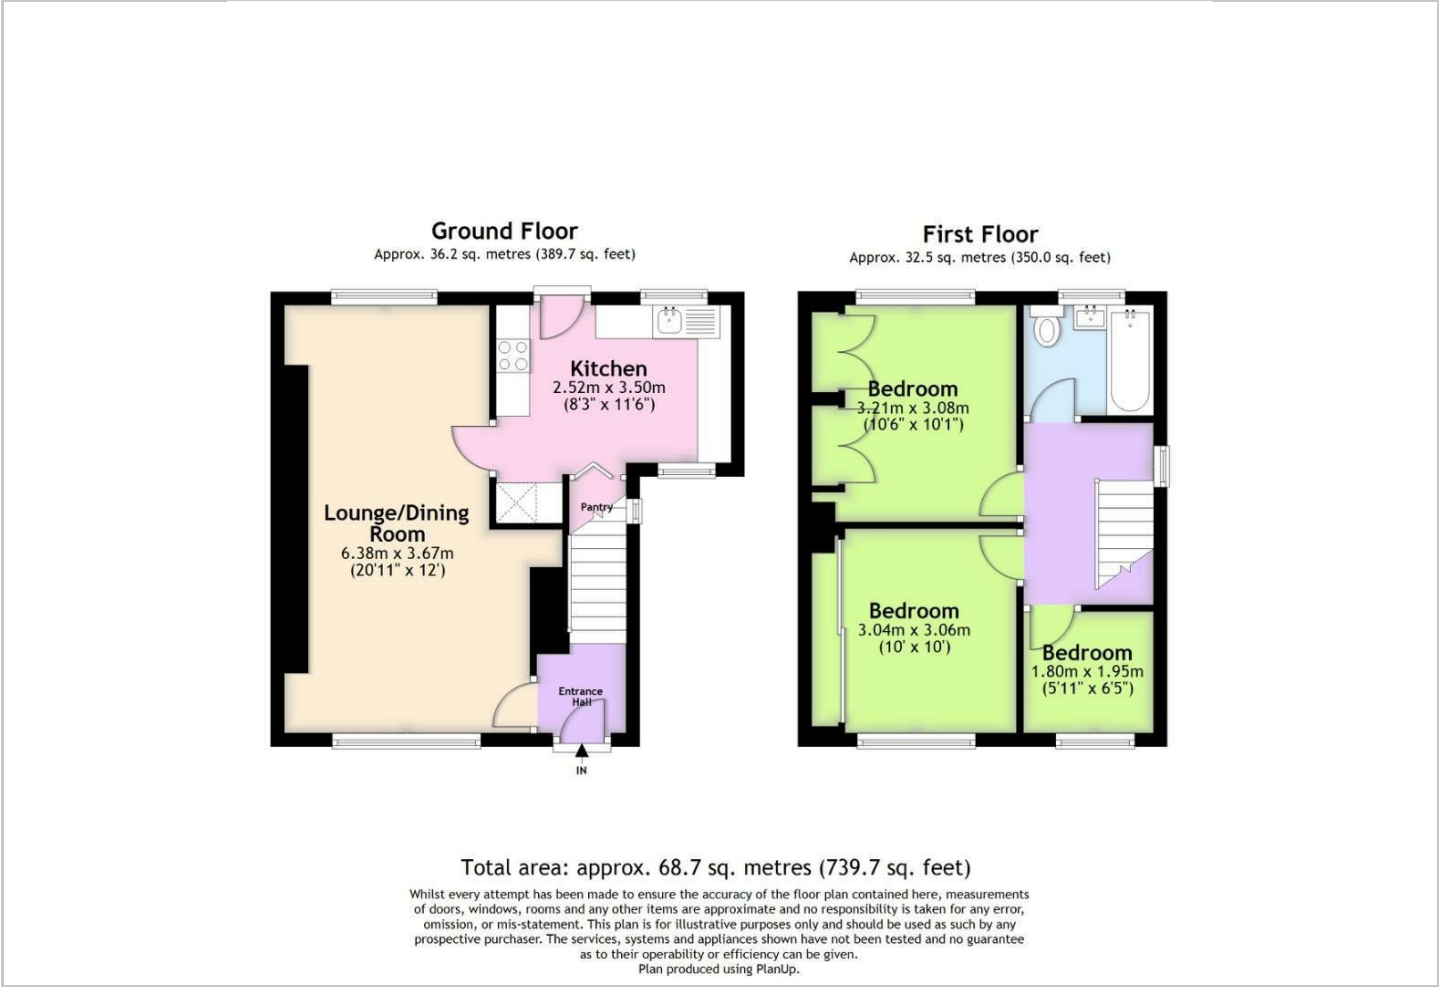 Ground Floor
Approx. 36.2 sq. metres (389.7 sq. feet)
Kitchen
2.52m x 3.50m
(8'3" x 11'6")
Pantry
Lounge/Dining
Room
6.38m x 3.67m
(20'11" x 12')
Entrance
Hall
IN
First Floor
Approx. 32.5 sq. metres (350.0 sq. feet)
Bedroom
3.21m x 3.08m
(10'6" x 10'1")
Bedroom
3.04m x 3.06m
(10' x 10')
Bedroom
1.80m x 1.95m
(5'11" x 6'5")
Total area: approx. 68.7 sq. metres (739.7 sq. feet)
Whilst every attempt has been made to ensure the accuracy of the floor plan contained here, measurements
of doors, windows, rooms and any other items are approximate and no responsibility is taken for any error,
omission, or mis-statement. This plan is for illustrative purposes only and should be used as such by any
prospective purchaser. The services, systems and appliances shown have not been tested and no guarantee
as to their operability or efficiency can be given.
Plan produced using PlanUp.